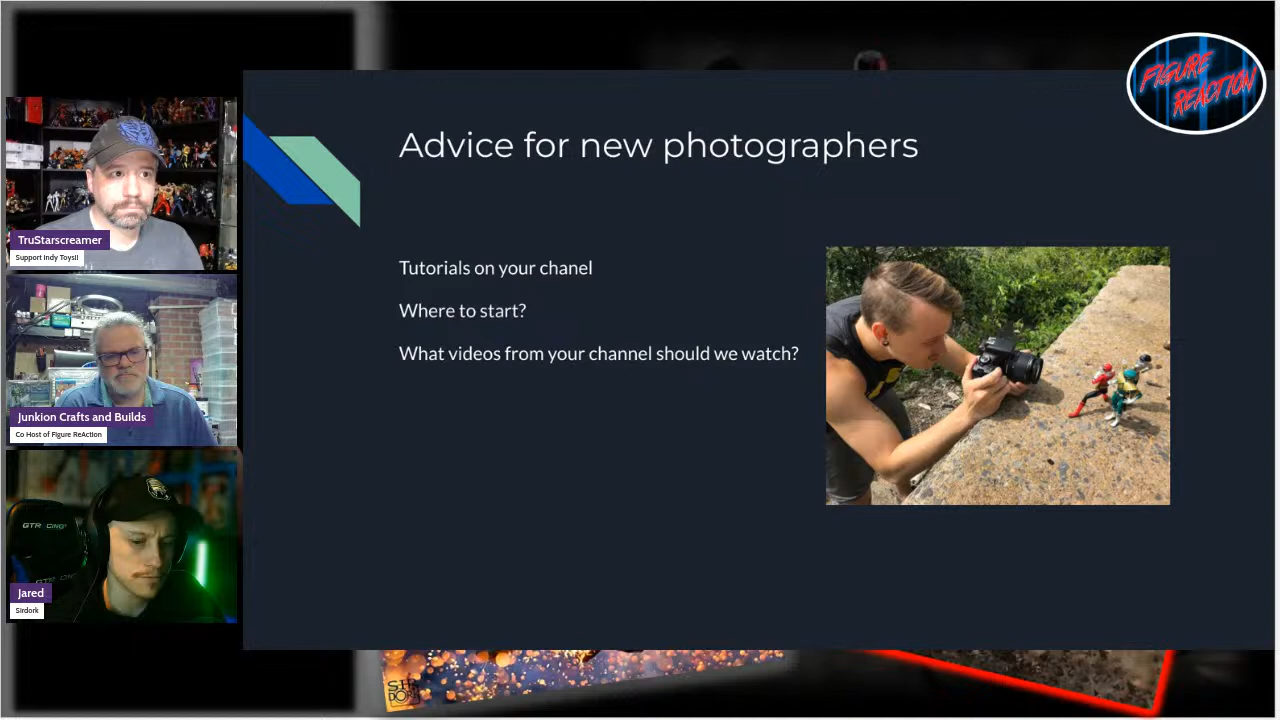 FIGURE
REACTION
Advice for new photographers
Tutorials on your chanel
Where to start?
What videos from your channel should we watch?
TruStarscreamer
Support Indy Toys!!
Junkion Crafts and Builds
Co Host of Figure ReAction
GTRACING
Jared
Sirdork